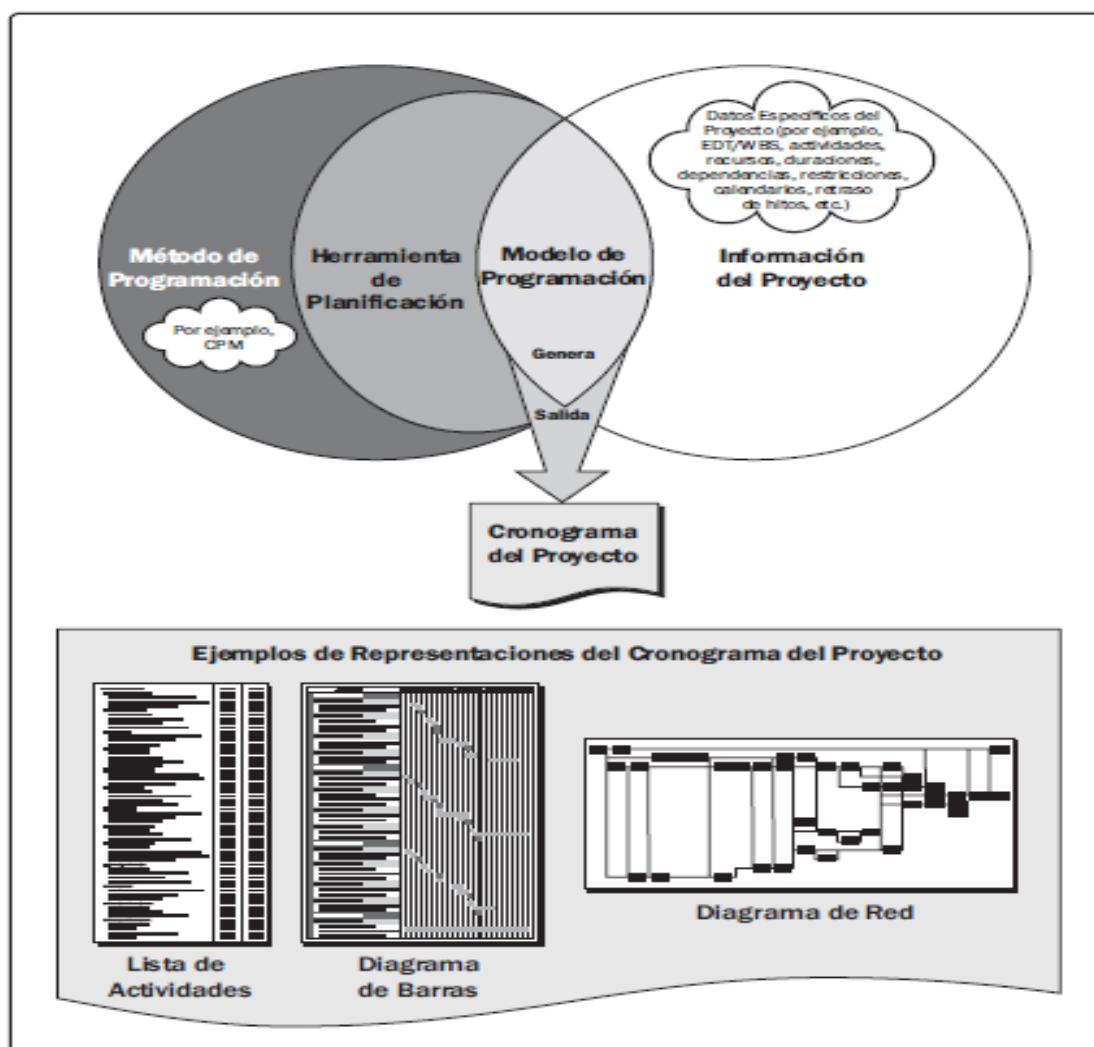 Datos Específicos del
Proyecto (por ejemplo,
EDT/WBS, actividades,
recursos, duraciones,
dependencias, restricciones,
calendarios, retraso
de hitos, etc.)
Método de
Programación
Por ejemplo,
CPM
Herramienta
de
Planificación
Modelo de
Programación
Información
del Proyecto
Genera
Salida
Cronograma
del Proyecto
Ejemplos de Representaciones del Cronograma del Proyecto
Lista de
Actividades
Diagrama
de Barras
Diagrama de Red